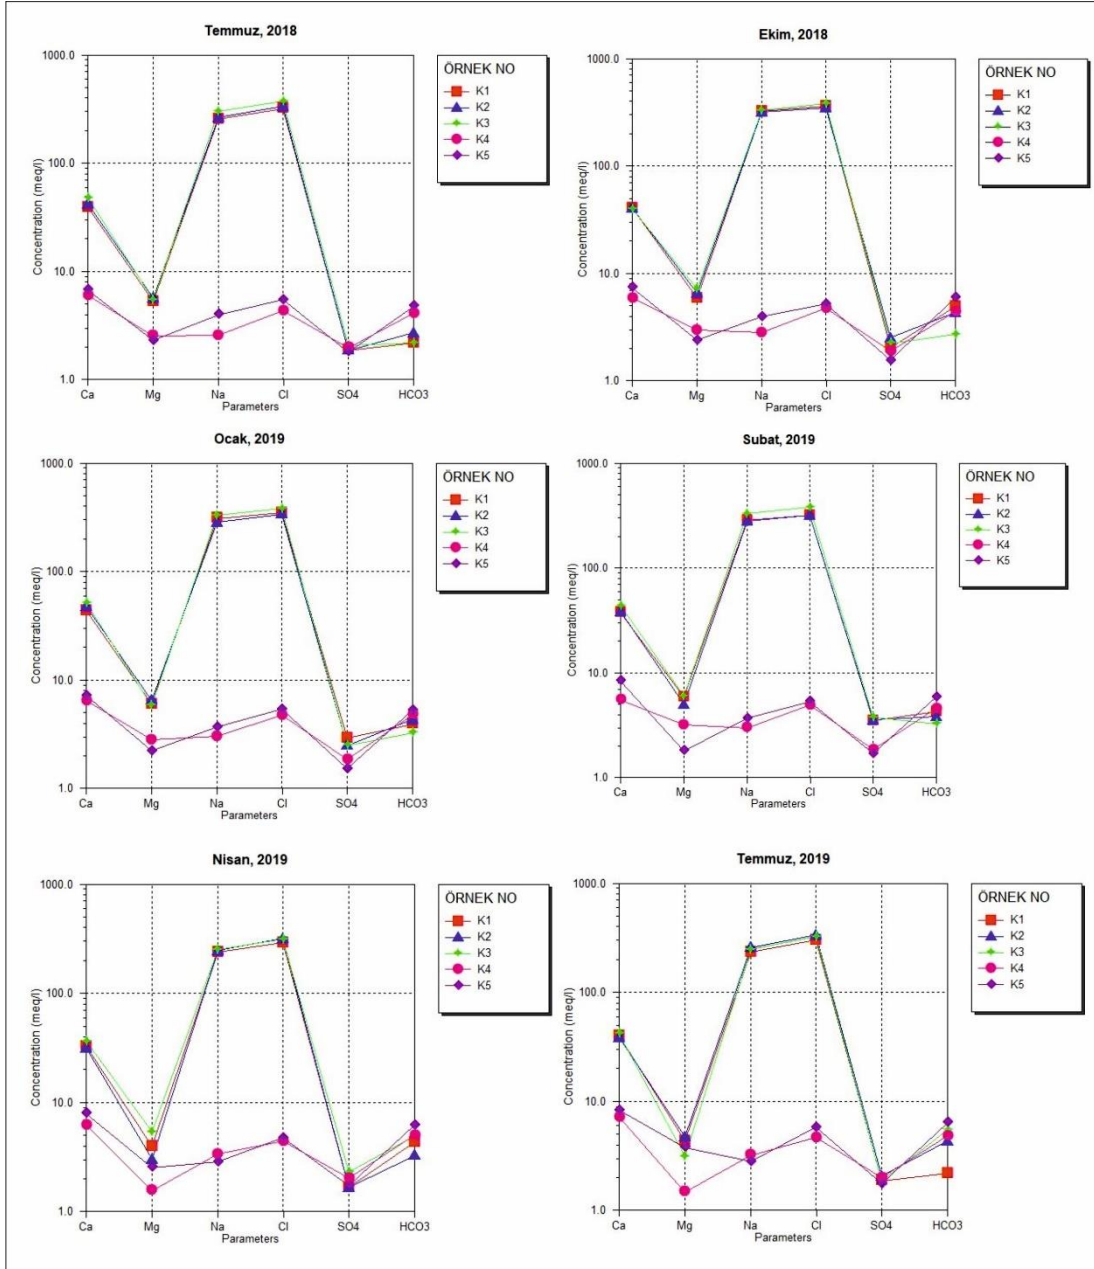 Temmuz, 2018
Concentration (meq/l)
1000.0
100.0
10.0
1.0
Ca Mg Na Cl SO4 HCO3
Parameters
ÖRNEK NO
K1
K2
K3
K4
K5
Ekim, 2018
Concentration (meq/l)
1000.0
100.0
10.0
1.0
Ca Mg Na Cl SO4 HCO3
Parameters
ÖRNEK NO
K1
K2
K3
K4
K5
Ocak, 2019
Concentration (meq/l)
1000.0
100.0
10.0
1.0
Ca Mg Na Cl SO4 HCO3
Parameters
ÖRNEK NO
K1
K2
K3
K4
K5
Subat, 2019
Concentration (meq/l)
1000.0
100.0
10.0
1.0
Ca Mg Na Cl SO4 HCO3
Parameters
ÖRNEK NO
K1
K2
K3
K4
K5
Nisan, 2019
Concentration (meq/l)
1000.0
100.0
10.0
1.0
Ca Mg Na Cl SO4 HCO3
Parameters
ÖRNEK NO
K1
K2
K3
K4
K5
Temmuz, 2019
Concentration (meq/l)
1000.0
100.0
10.0
1.0
Ca Mg Na Cl SO4 HCO3
Parameters
ÖRNEK NO
K1
K2
K3
K4
K5